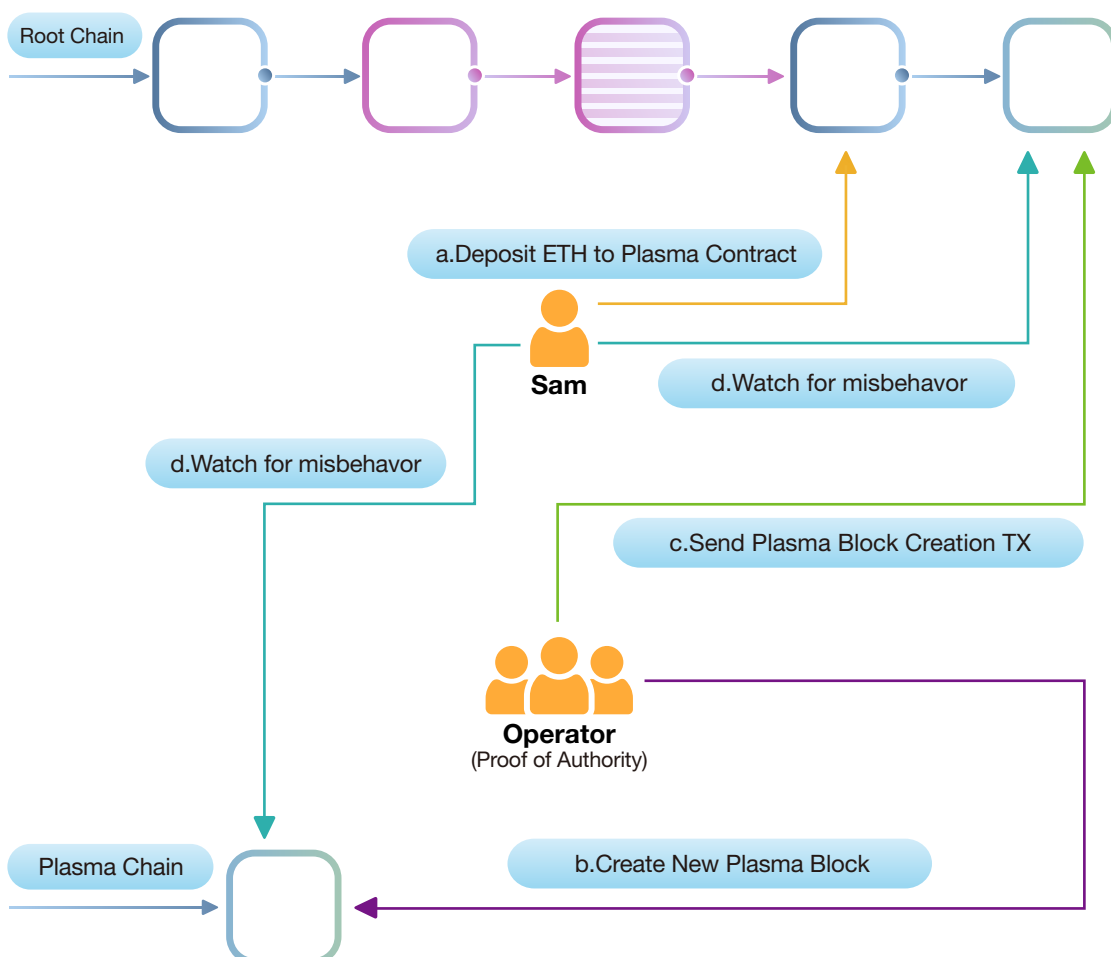 Root Chain
a.Deposit ETH to Plasma Contract
Sam
d.Watch for misbehavor
d.Watch for misbehavor
c.Send Plasma Block Creation TX
Operator
(Proof of Authority)
Plasma Chain
b.Create New Plasma Block